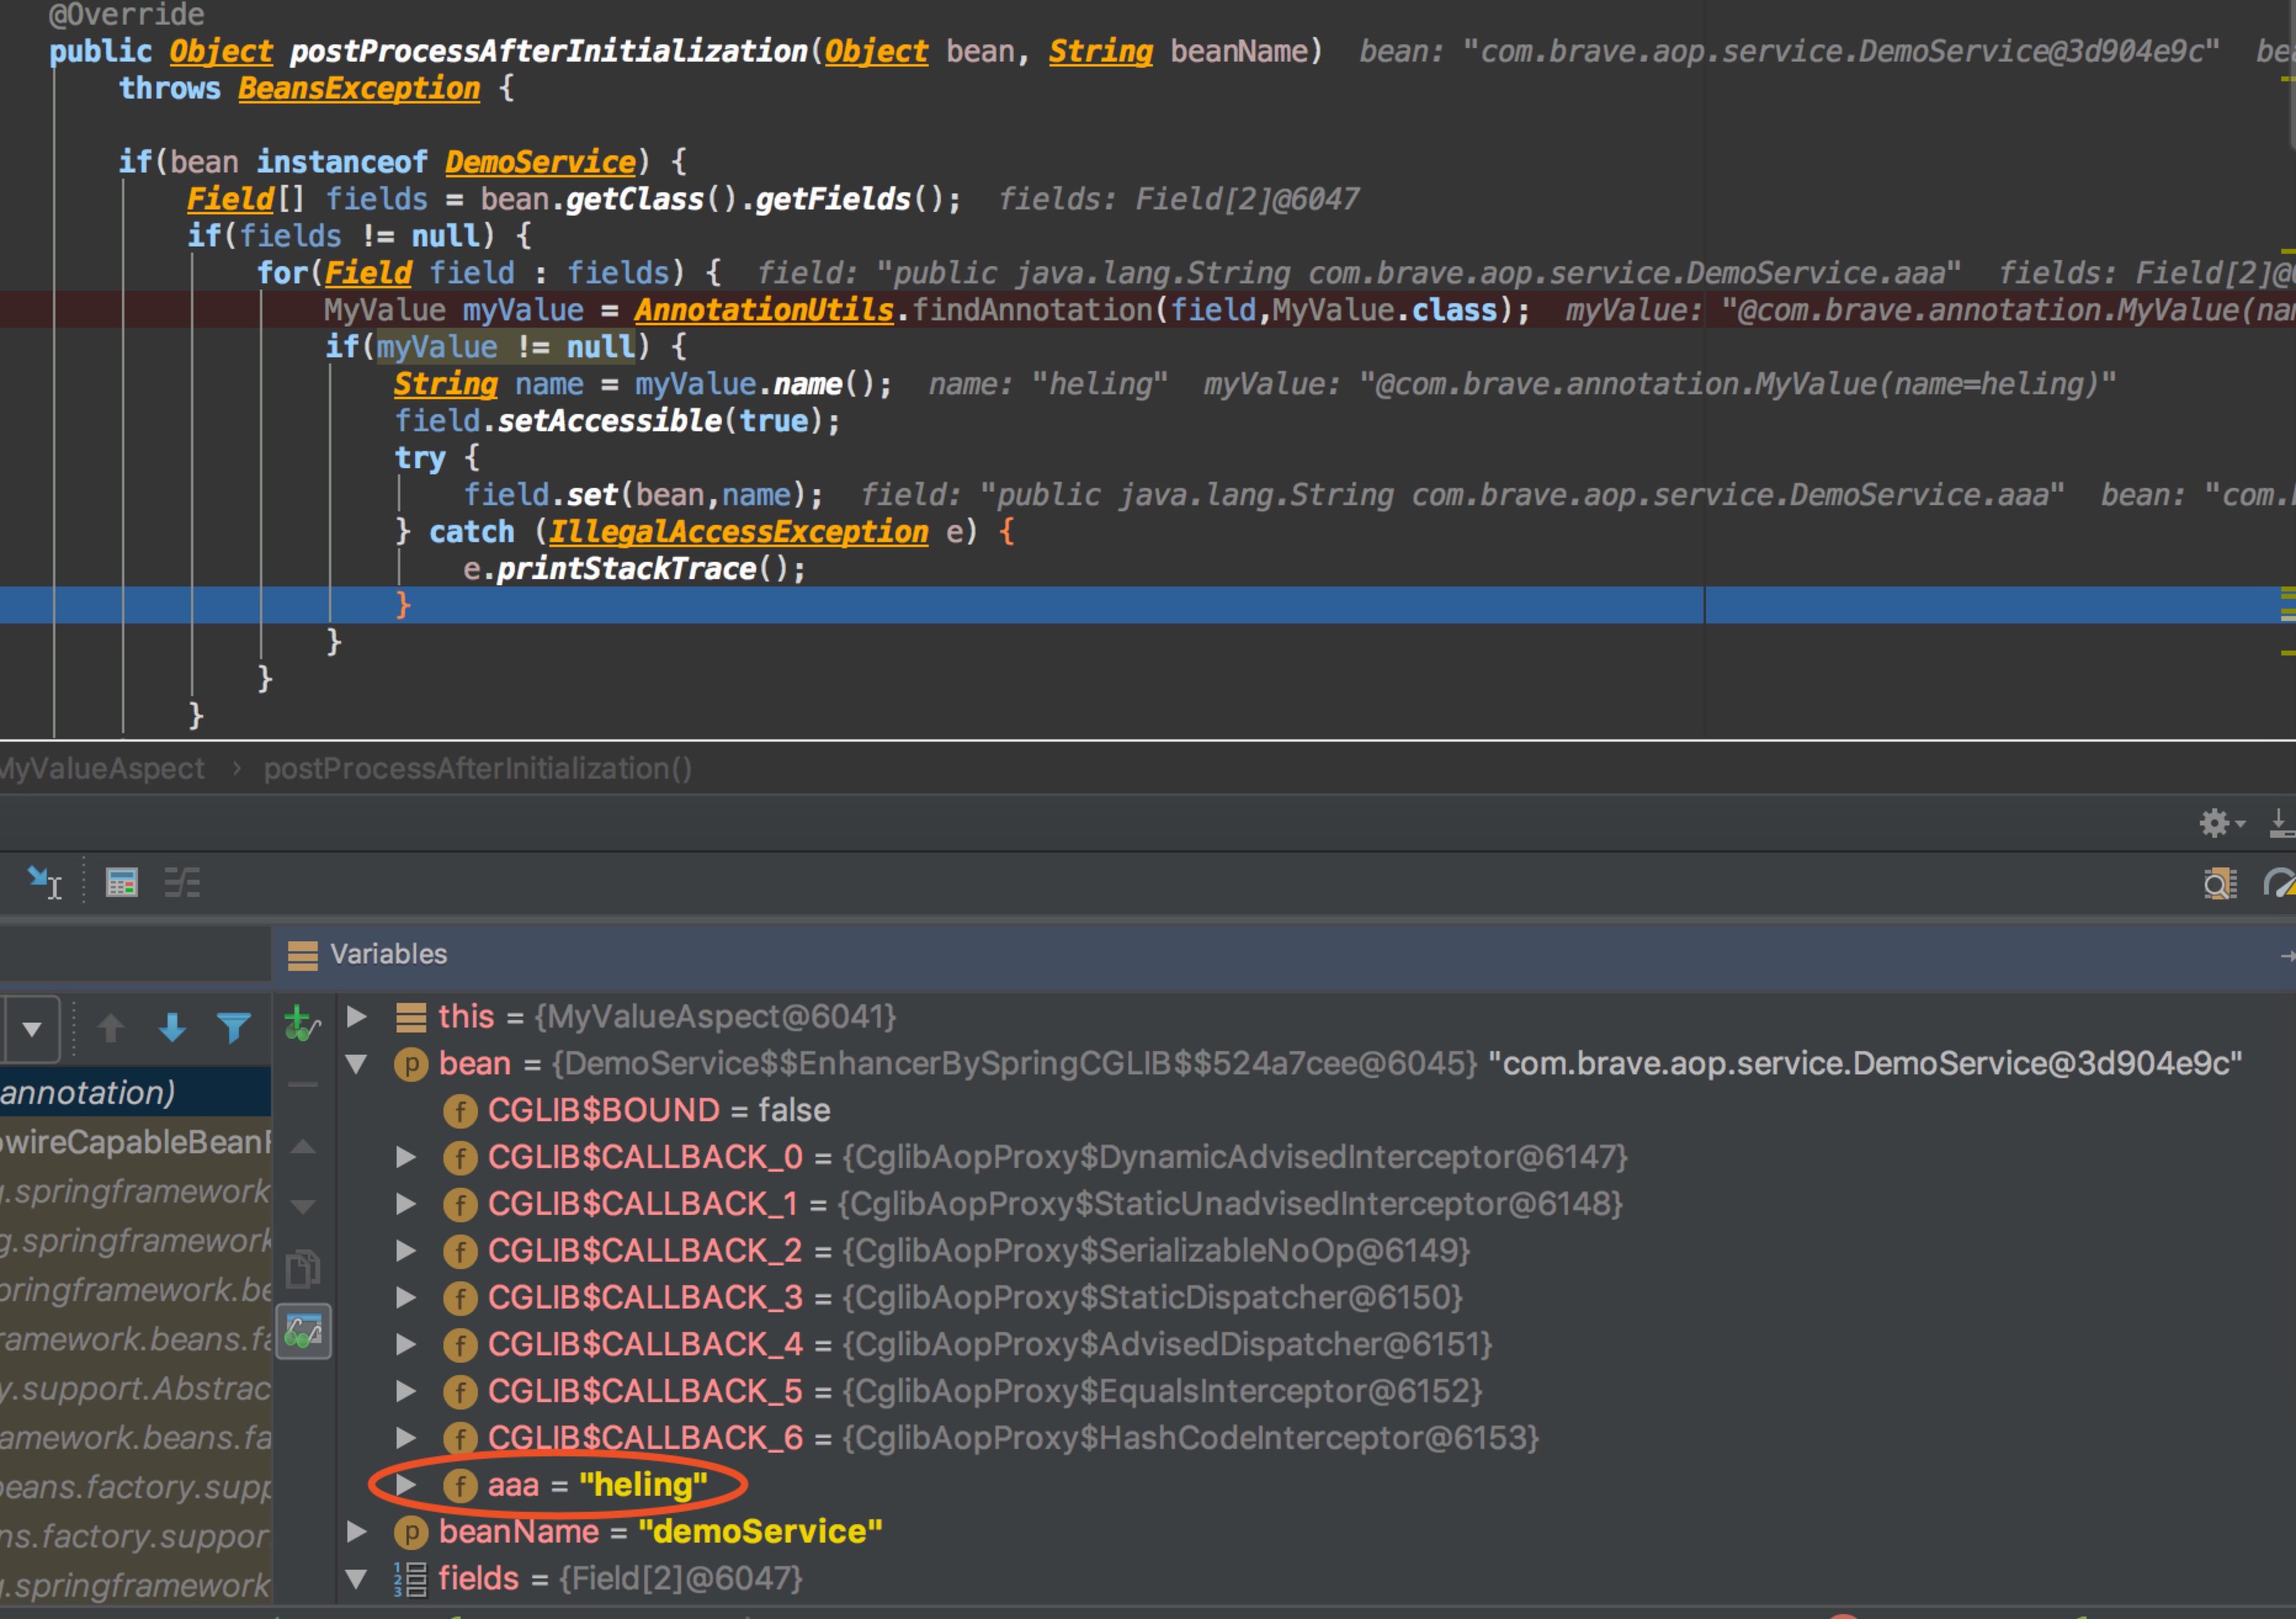 @Override
public Object postProcessAfterInitialization(Object bean, String beanName)  bean: "com.brave.aop.service.DemoService@3d904e9c"  bea
throws BeansException {
if(bean instanceof DemoService) {
Field[] fields = bean.getClass().getFields();  fields: Field[2]@6047
if(fields != null) {
for(Field field : fields) {  field: "public java.lang.String com.brave.aop.service.DemoService.aaa"  fields: Field[2]@
MyValue myValue = AnnotationUtils.findAnnotation(field,MyValue.class);  myValue: "@com.brave.annotation.MyValue(nam
if(myValue != null) {
String name = myValue.name();  name: "heling"  myValue: "@com.brave.annotation.MyValue(name=heling)"
field.setAccessible(true);
try {
field.set(bean,name);  field: "public java.lang.String com.brave.aop.service.DemoService.aaa"  bean: "com.
} catch (IllegalAccessException e) {
e.printStackTrace();
}
}
}
}
MyValueAspect › postProcessAfterInitialization()
Variables
this = {MyValueAspect@6041}
bean = {DemoService$$EnhancerBySpringCGLIB$$524a7cee@6045} "com.brave.aop.service.DemoService@3d904e9c"
annotation)
CGLIB$BOUND = false
owireCapableBeanF
CGLIB$CALLBACK_0 = {CglibAopProxy$DynamicAdvisedInterceptor@6147}
.springframework
CGLIB$CALLBACK_1 = {CglibAopProxy$StaticUnadvisedInterceptor@6148}
g.springframework
CGLIB$CALLBACK_2 = {CglibAopProxy$SerializableNoOp@6149}
pringframework.be
CGLIB$CALLBACK_3 = {CglibAopProxy$StaticDispatcher@6150}
ramework.beans.fa
CGLIB$CALLBACK_4 = {CglibAopProxy$AdvisedDispatcher@6151}
y.support.Abstrac
CGLIB$CALLBACK_5 = {CglibAopProxy$EqualsInterceptor@6152}
amework.beans.fa
CGLIB$CALLBACK_6 = {CglibAopProxy$HashCodeInterceptor@6153}
beans.factory.supp
aaa = "heling"
ns.factory.suppor
beanName = "demoService"
.springframework
fields = {Field[2]@6047}